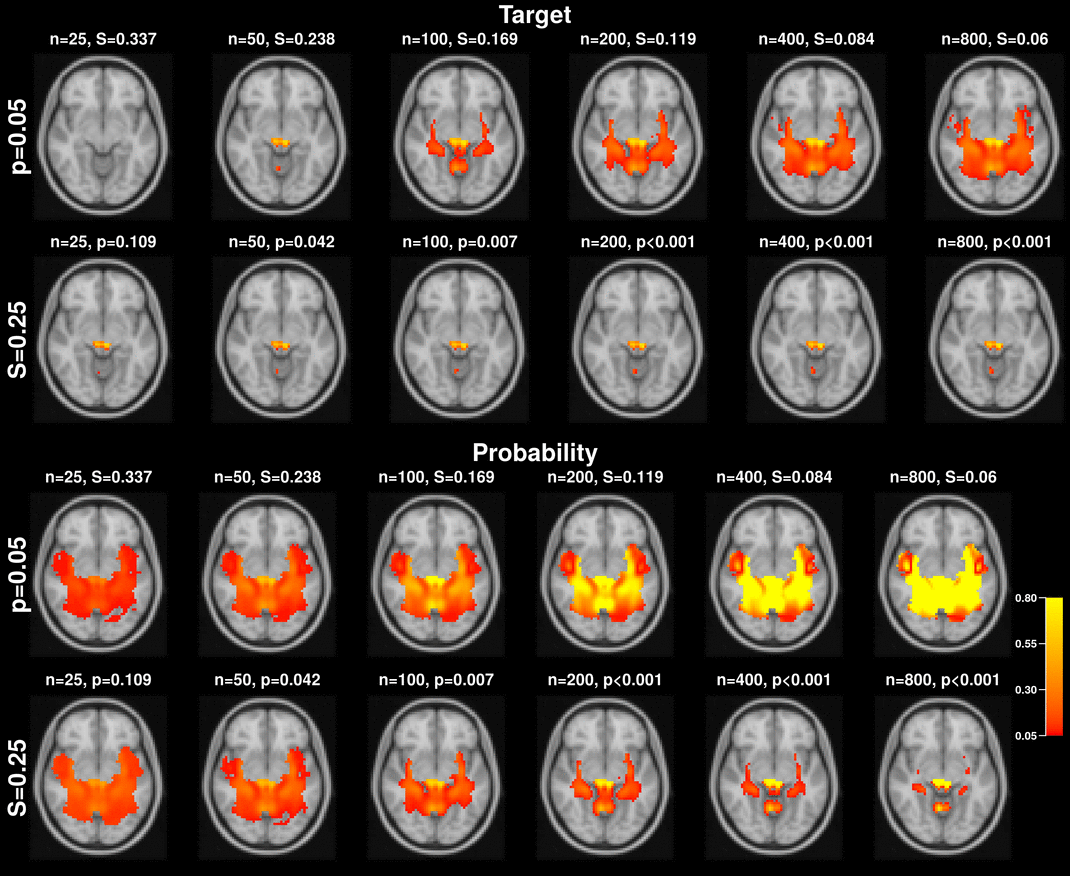 Target
n=25, S=0.337 n=50, S=0.238 n=100, S=0.169 n=200, S=0.119 n=400, S=0.084 n=800, S=0.06
p=0.05
n=25, p=0.109 n=50, p=0.042 n=100, p=0.007 n=200, p<0.001 n=400, p<0.001 n=800, p<0.001
S=0.25
Probability
n=25, S=0.337 n=50, S=0.238 n=100, S=0.169 n=200, S=0.119 n=400, S=0.084 n=800, S=0.06
p=0.05
0.80
0.55
0.30
0.05
n=25, p=0.109 n=50, p=0.042 n=100, p=0.007 n=200, p<0.001 n=400, p<0.001 n=800, p<0.001
S=0.25